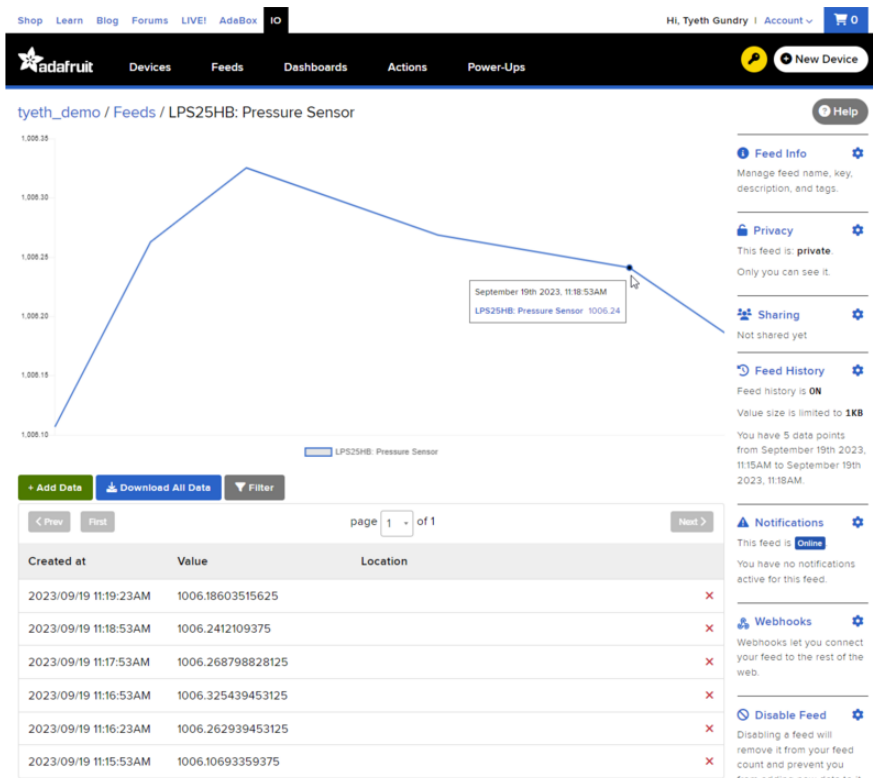 Shop Learn Blog Forums LIVE! AdaBox IO Hi, Tyeth Gundry | Account 0
adafruit Devices Feeds Dashboards Actions Power-Ups New Device
tyeth_demo / Feeds / LPS25HB: Pressure Sensor Help
1,006.35
1,006.30
1,006.25
1,006.20
1,006.15
1,006.10
September 19th 2023, 11:18:53AM
LPS25HB: Pressure Sensor 1006.24
LPS25HB: Pressure Sensor
+ Add Data Download All Data Filter
< Prev First page 1 of 1 Next >
Created at Value Location
2023/09/19 11:19:23AM 1006.18603515625
2023/09/19 11:18:53AM 1006.2412109375
2023/09/19 11:17:53AM 1006.268798828125
2023/09/19 11:16:53AM 1006.325439453125
2023/09/19 11:16:23AM 1006.262939453125
2023/09/19 11:15:53AM 1006.10693359375
Feed Info
Manage feed name, key,
description, and tags.
Privacy
This feed is: private.
Only you can see it.
Sharing
Not shared yet
Feed History
Feed history is ON
Value size is limited to 1KB
You have 5 data points
from September 19th 2023,
11:15AM to September 19th
2023, 11:18AM.
Notifications
This feed is Online
You have no notifications
active for this feed.
Webhooks
Webhooks let you connect
your feed to the rest of the
web.
Disable Feed
Disabling a feed will
remove it from your feed
count and prevent you